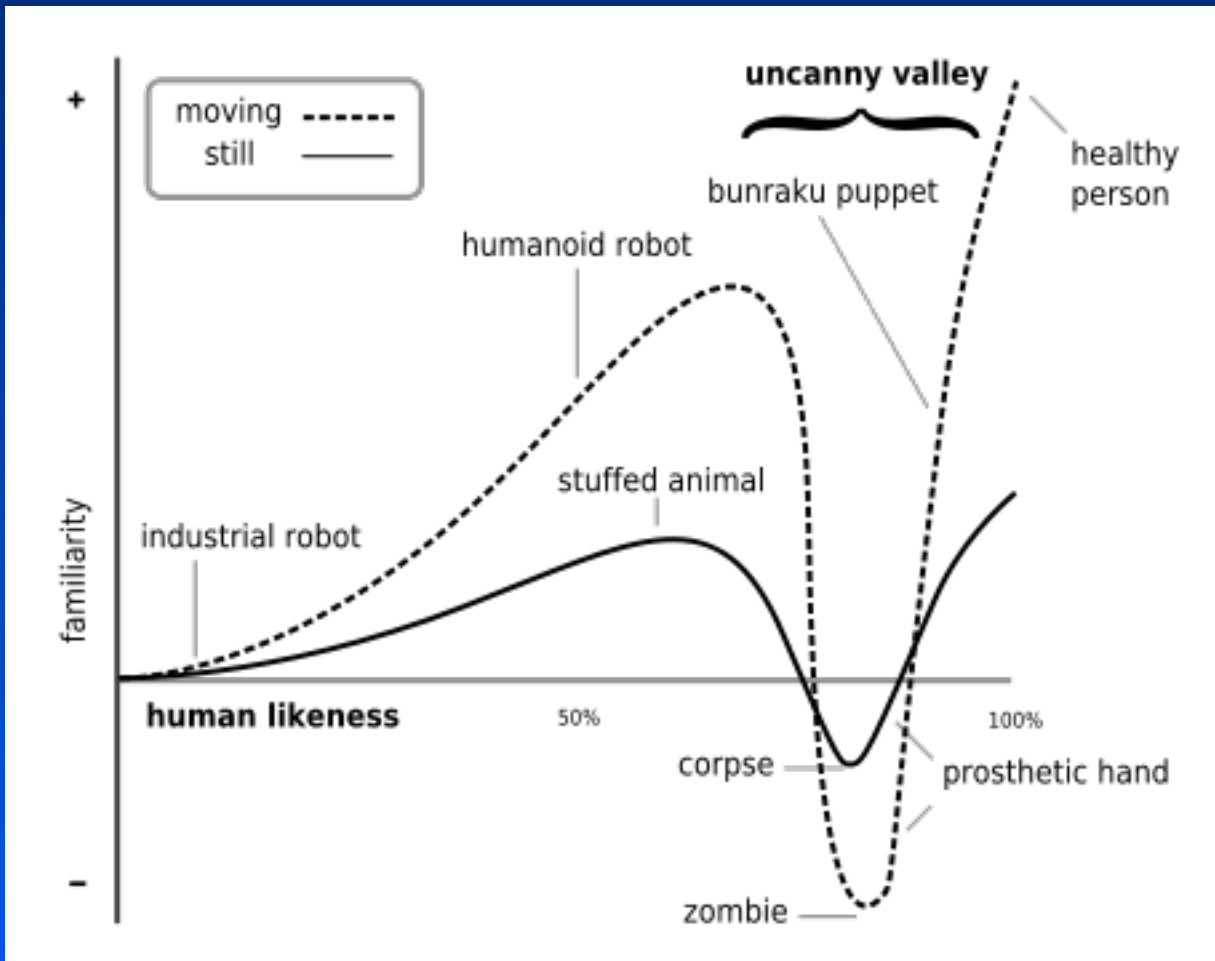 uncanny valley
+
moving
still
healthy
person
bunraku puppet
humanoid robot
stuffed animal
industrial robot
familiarity
human likeness
50%
100%
corpse
prosthetic hand
–
zombie